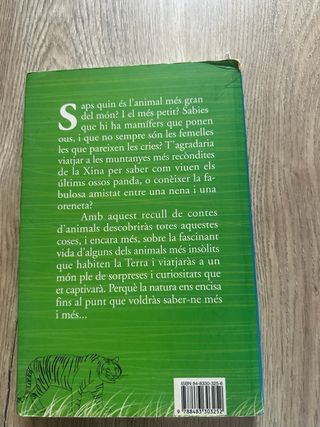 Saps quin és l'animal més gran
del món? I el més petit? Sabies
que hi ha mamífers que ponen
ous, i que no sempre són les femelles
les que pareixen les cries? T'agradaria
viatjar a les muntanyes més recòndites
de la Xina per saber com viuen els
últims ossos panda, o conèixer la fa-
bulosa amistat entre una nena i una
oreneta?
Amb aquest recull de contes
d'animals descobriràs totes aquestes
coses, i encara més, sobre la fascinant
vida d'alguns dels animals més insòlits
que habiten la Terra i viatjaràs a un
món ple de sorpreses i curiositats que
et captivarà. Perquè la natura ens encisa
fins al punt que voldràs saber-ne més
i més...
ISBN 84-8330-325-6
9 788483 303252